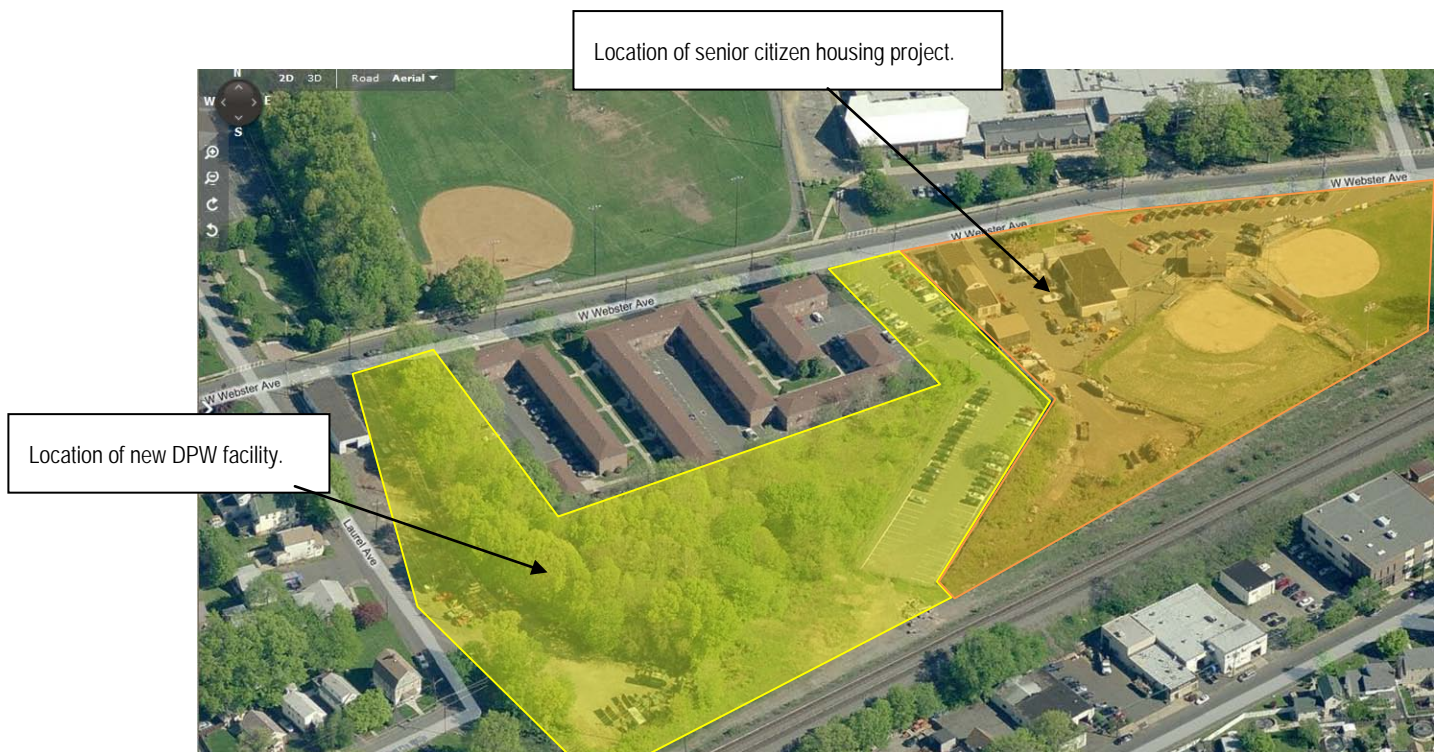 Location of senior citizen housing project.
N
2D 3D Road Aerial
W E
S
W Webster Ave
W Webster Ave
W Webster Ave
W Webster Ave
Location of new DPW facility.
Laurel Ave